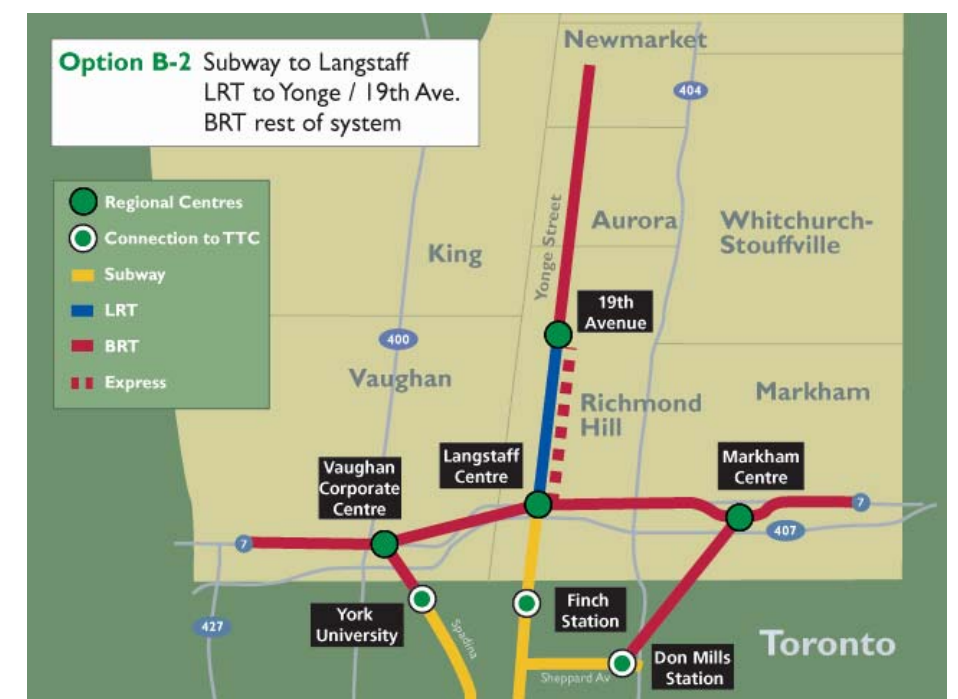 Option B-2 Subway to Langstaff
LRT to Yonge / 19th Ave.
BRT rest of system
Regional Centres
Connection to TTC
Subway
LRT
BRT
Express
Newmarket
404
Yonge Street
Aurora
Whitchurch-
Stouffville
King
19th
Avenue
400
Vaughan
Richmond
Hill
Markham
Langstaff
Centre
Vaughan
Corporate
Centre
Markham
Centre
7
7
407
427
York
University
Spadina
Finch
Station
Toronto
Don Mills
Station
Sheppard Av